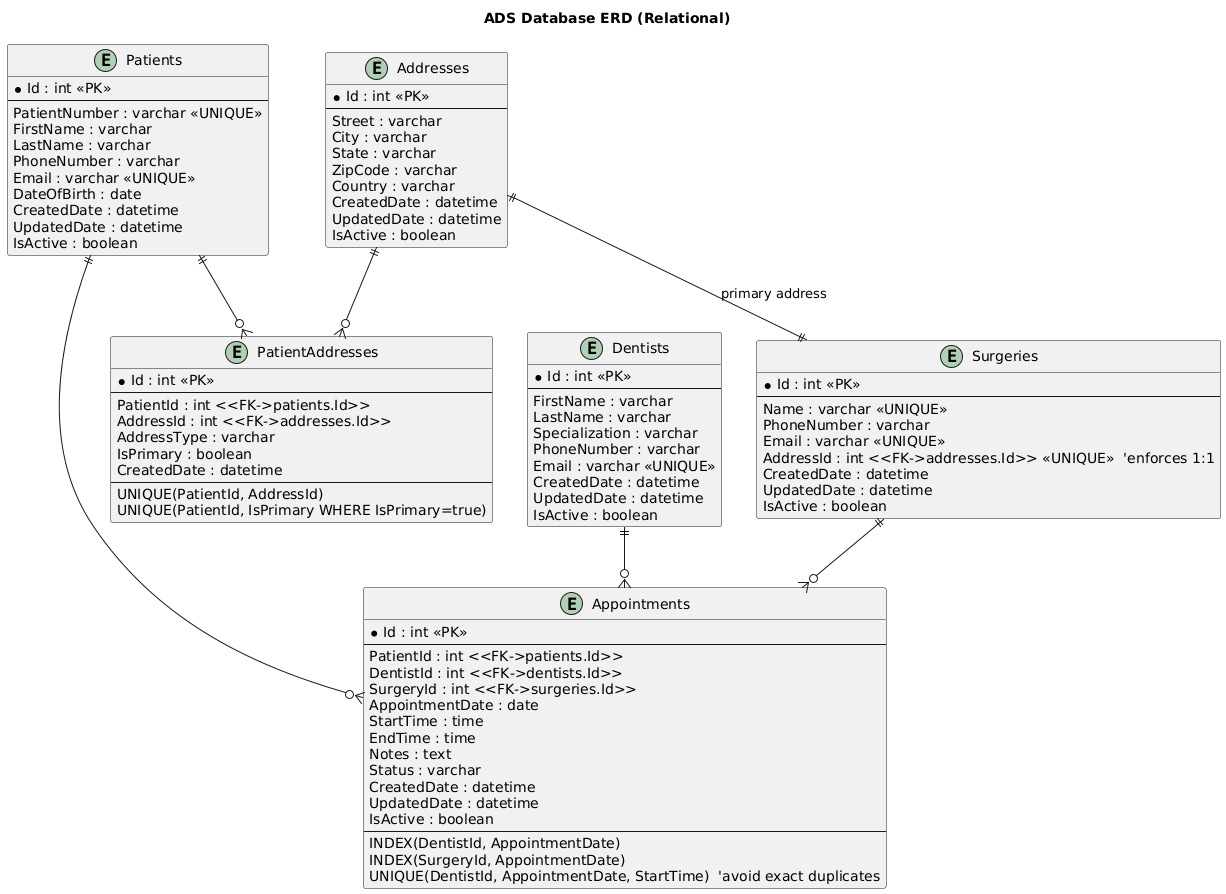 ADS Database ERD (Relational)
E Patients
Id : int «PK»
PatientNumber : varchar «UNIQUE»
FirstName : varchar
LastName : varchar
PhoneNumber : varchar
Email : varchar «UNIQUE»
DateOfBirth : date
CreatedDate : datetime
UpdatedDate : datetime
IsActive : boolean
E Addresses
Id : int «PK»
Street : varchar
City : varchar
State : varchar
ZipCode : varchar
Country : varchar
CreatedDate : datetime
UpdatedDate : datetime
IsActive : boolean
primary address
E PatientAddresses
Id : int «PK»
PatientId : int <<FK->patients.Id>>
AddressId : int <<FK->addresses.Id>>
AddressType : varchar
IsPrimary : boolean
CreatedDate : datetime
UNIQUE(PatientId, AddressId)
UNIQUE(PatientId, IsPrimary WHERE IsPrimary=true)
E Dentists
Id : int «PK»
FirstName : varchar
LastName : varchar
Specialization : varchar
PhoneNumber : varchar
Email : varchar «UNIQUE»
CreatedDate : datetime
UpdatedDate : datetime
IsActive : boolean
E Surgeries
Id : int «PK»
Name : varchar «UNIQUE»
PhoneNumber : varchar
Email : varchar «UNIQUE»
AddressId : int <<FK->addresses.Id>> «UNIQUE»  'enforces 1:1
CreatedDate : datetime
UpdatedDate : datetime
IsActive : boolean
E Appointments
Id : int «PK»
PatientId : int <<FK->patients.Id>>
DentistId : int <<FK->dentists.Id>>
SurgeryId : int <<FK->surgeries.Id>>
AppointmentDate : date
StartTime : time
EndTime : time
Notes : text
Status : varchar
CreatedDate : datetime
UpdatedDate : datetime
IsActive : boolean
INDEX(DentistId, AppointmentDate)
INDEX(SurgeryId, AppointmentDate)
UNIQUE(DentistId, AppointmentDate, StartTime)  'avoid exact duplicates